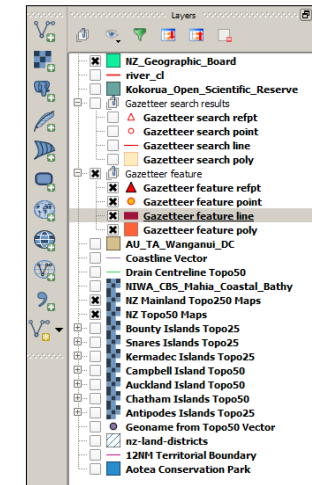 Layers
NZ_Geographic_Board
river_cl
Kokorua_Open_Scientific_Reserve
Gazetteer search results
Gazetteer search refpt
Gazetteer search point
Gazetteer search line
Gazetteer search poly
Gazetteer feature
Gazetteer feature refpt
Gazetteer feature point
Gazetteer feature line
Gazetteer feature poly
AU_TA_Wanganui_DC
Coastline Vector
Drain Centreline Topo50
NIWA_CBS_Mahia_Coastal_Bathy
NZ Mainland Topo250 Maps
NZ Topo50 Maps
Bounty Islands Topo25
Snares Islands Topo25
Kermadec Islands Topo25
Campbell Island Topo50
Auckland Island Topo50
Chatham Islands Topo50
Antipodes Islands Topo25
Geoname from Topo50 Vector
nz-land-districts
12NM Territorial Boundary
Aotea Conservation Park